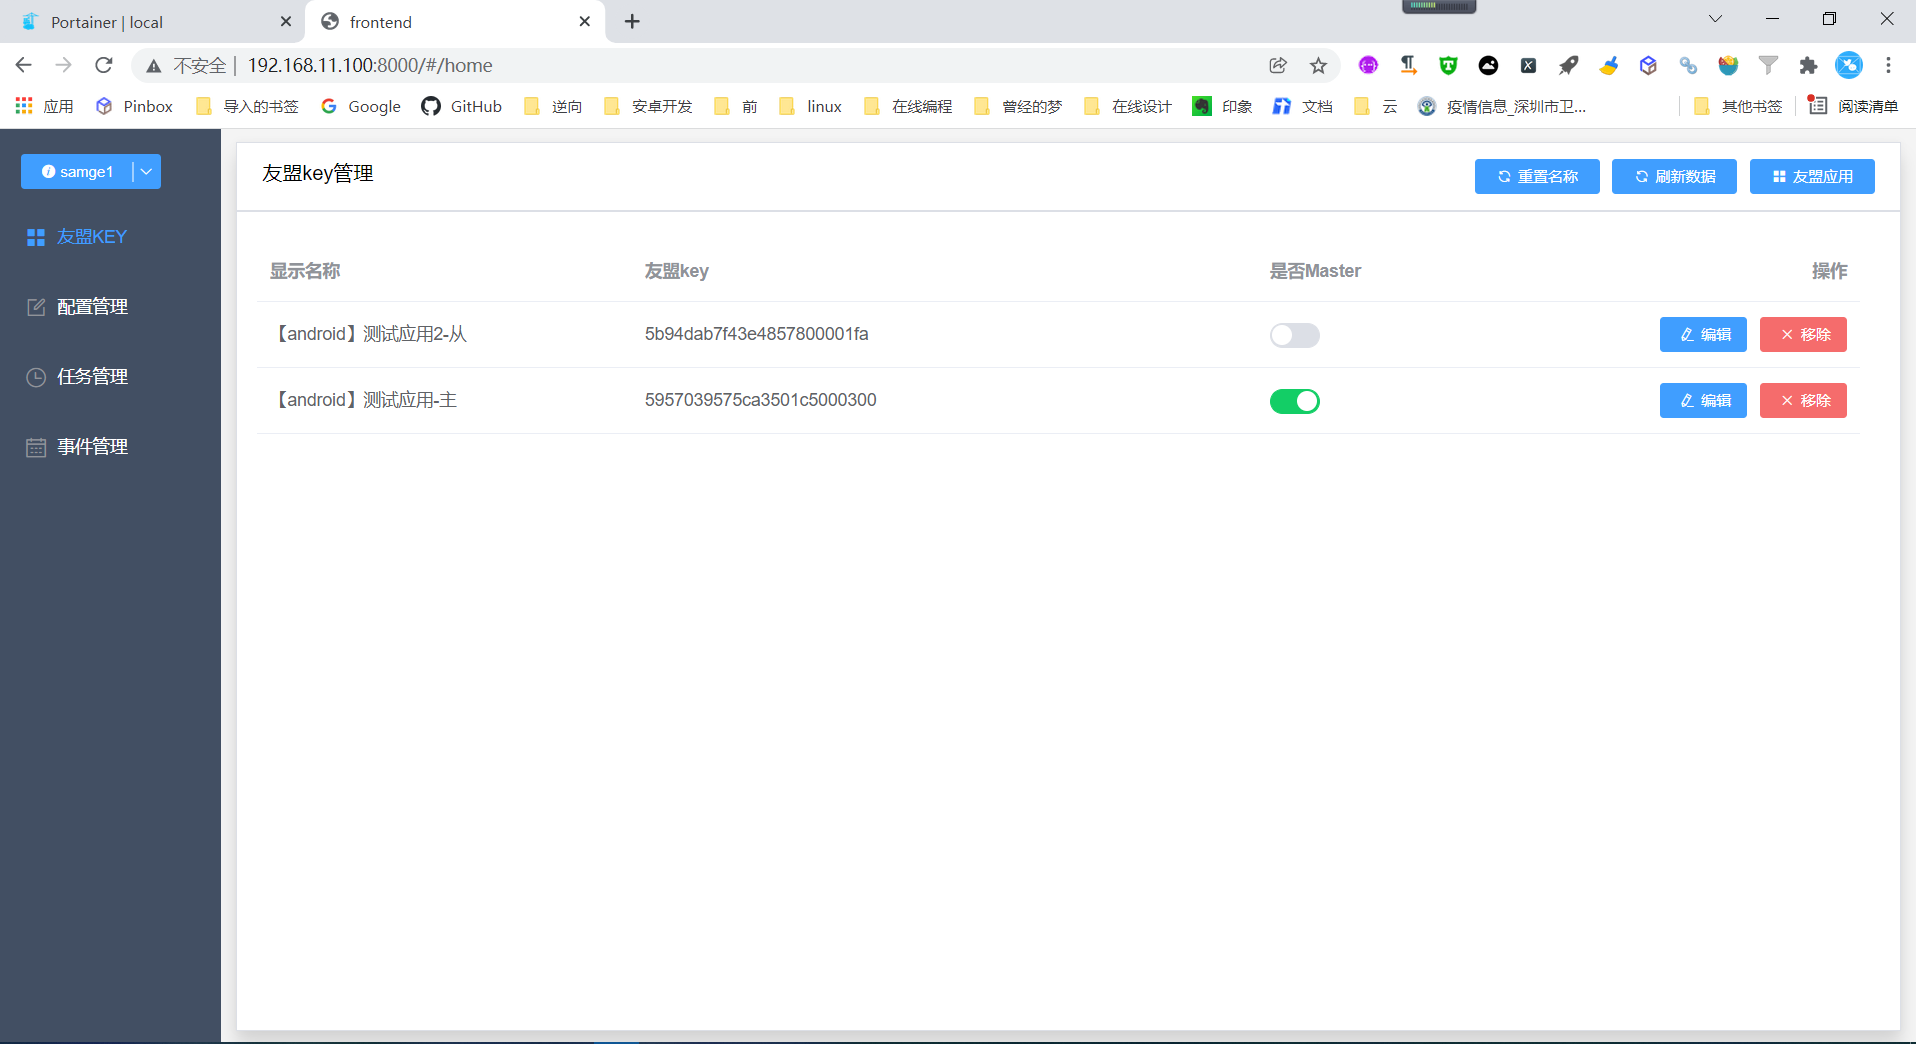 Portainer | local
frontend
不安全 | 192.168.11.100:8000/#/home
应用 Pinbox 导入的书签 Google GitHub 逆向 安卓开发 前 linux 在线编程 曾经的梦 在线设计 印象 文档 云 疫情信息_深圳市卫... 其他书签 阅读清单
samge1
友盟KEY
配置管理
任务管理
事件管理
友盟key管理
重置名称 刷新数据 友盟应用
显示名称 友盟key 是否Master 操作
【android】测试应用2-从 5b94dab7f43e4857800001fa 编辑 移除
【android】测试应用-主 5957039575ca3501c5000300 编辑 移除